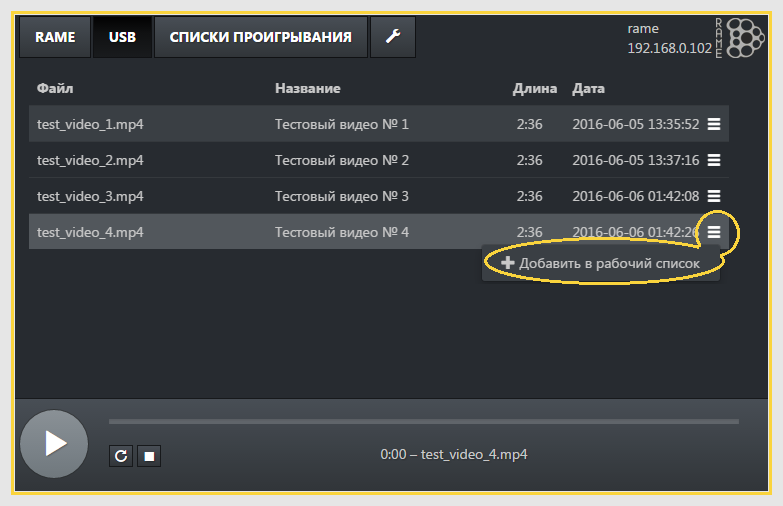 RAME USB СПИСКИ ПРОИГРЫВАНИЯ rame RAME
192.168.0.102
Файл Название Длина Дата
test_video_1.mp4 Тестовый видео № 1 2:36 2016-06-05 13:35:52
test_video_2.mp4 Тестовый видео № 2 2:36 2016-06-05 13:37:16
test_video_3.mp4 Тестовый видео № 3 2:36 2016-06-06 01:42:08
test_video_4.mp4 Тестовый видео № 4 2:36 2016-06-06 01:42:26
Добавить в рабочий список
0:00 – test_video_4.mp4